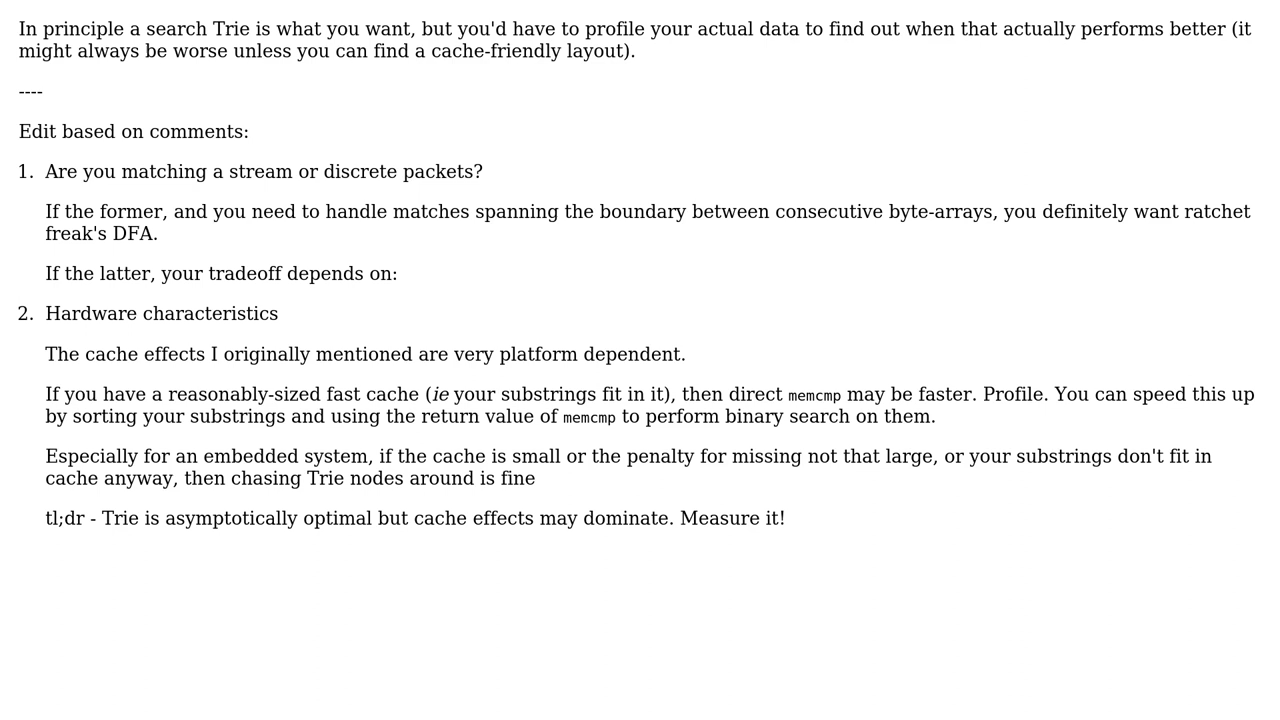 In principle a search Trie is what you want, but you'd have to profile your actual data to find out when that actually performs better (it
might always be worse unless you can find a cache-friendly layout).
----
Edit based on comments:
1. Are you matching a stream or discrete packets?
If the former, and you need to handle matches spanning the boundary between consecutive byte-arrays, you definitely want ratchet
freak's DFA.
If the latter, your tradeoff depends on:
2. Hardware characteristics
The cache effects I originally mentioned are very platform dependent.
If you have a reasonably-sized fast cache (ie your substrings fit in it), then direct memcmp may be faster. Profile. You can speed this up
by sorting your substrings and using the return value of memcmp to perform binary search on them.
Especially for an embedded system, if the cache is small or the penalty for missing not that large, or your substrings don't fit in
cache anyway, then chasing Trie nodes around is fine
tl;dr - Trie is asymptotically optimal but cache effects may dominate. Measure it!